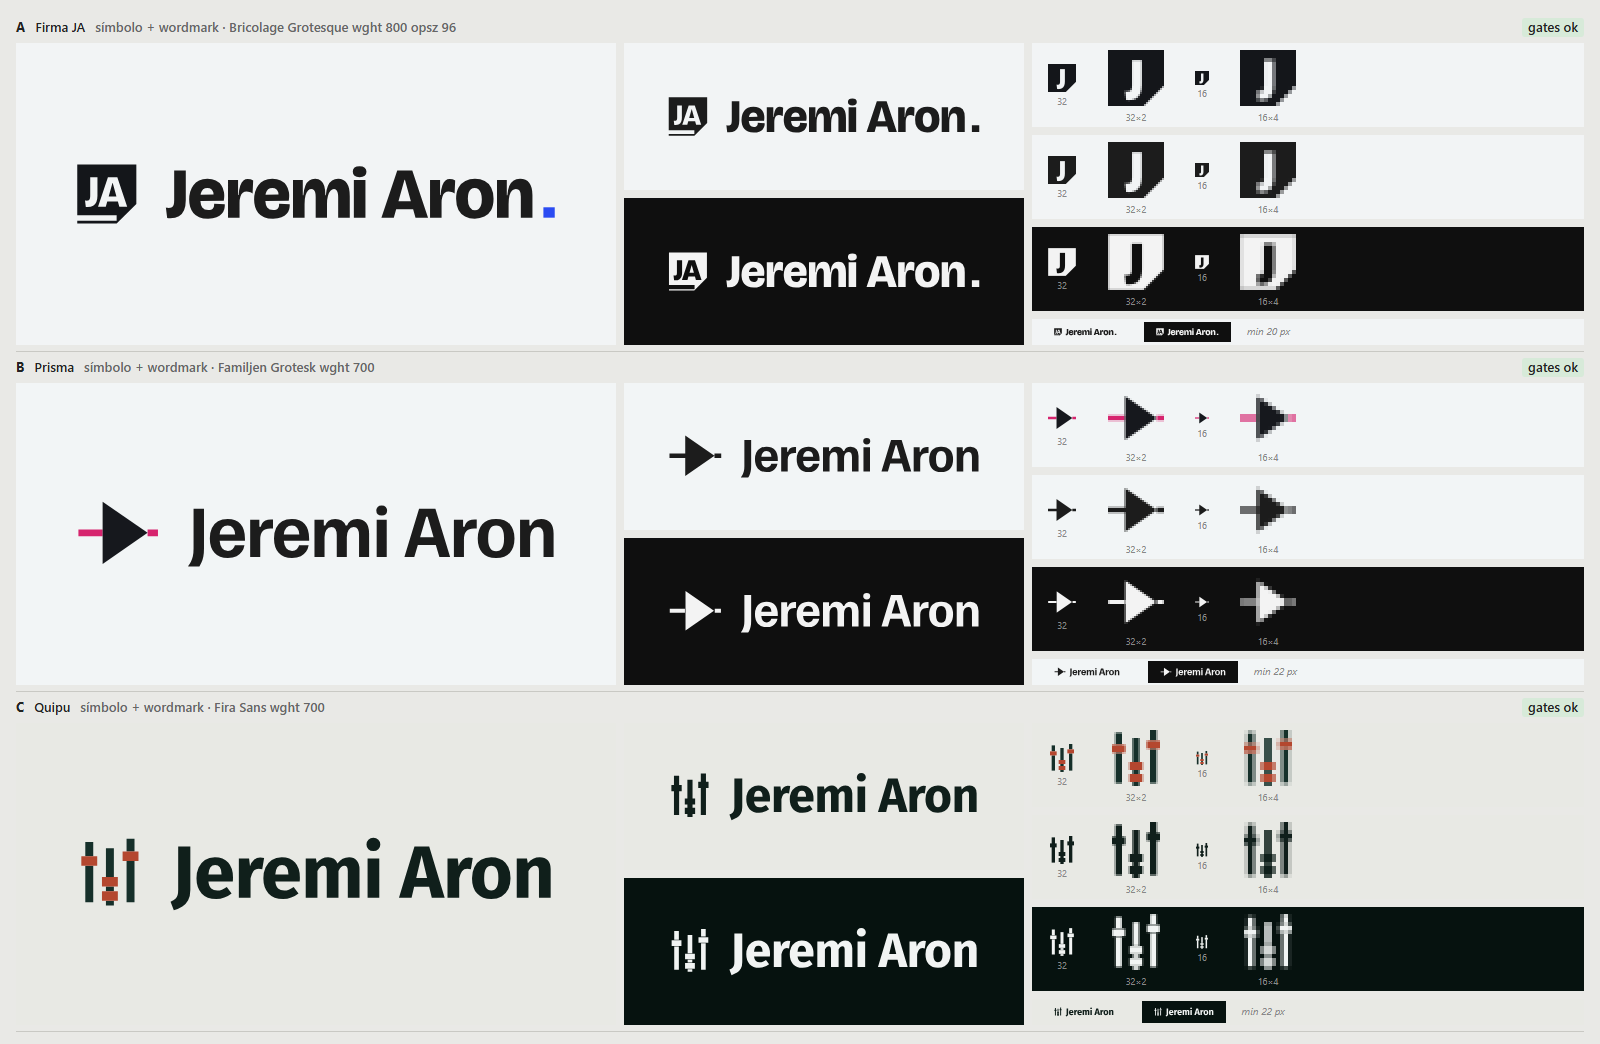 A Firma JA símbolo + wordmark · Bricolage Grotesque wght 800 opsz 96 gates ok
JA Jeremi Aron.
JA Jeremi Aron.
JA Jeremi Aron.
J J J J
32 32×2 16 16×4
J J J J
32 32×2 16 16×4
J J J J
32 32×2 16 16×4
JA Jeremi Aron. JA Jeremi Aron. min 20 px
B Prisma símbolo + wordmark · Familjen Grotesk wght 700 gates ok
Jeremi Aron
Jeremi Aron
Jeremi Aron
32 32×2 16 16×4
32 32×2 16 16×4
32 32×2 16 16×4
Jeremi Aron Jeremi Aron min 22 px
C Quipu símbolo + wordmark · Fira Sans wght 700 gates ok
Jeremi Aron
Jeremi Aron
Jeremi Aron
32 32×2 16 16×4
32 32×2 16 16×4
32 32×2 16 16×4
Jeremi Aron Jeremi Aron min 22 px